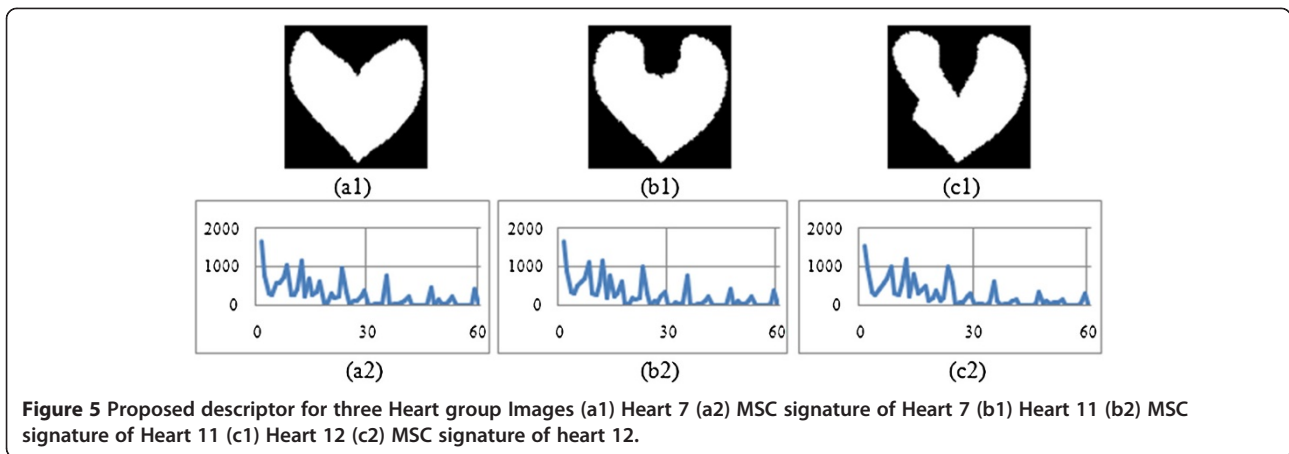 (a1) (b1) (c1)
2000 2000 2000
1000 1000 1000
0 0 0
0 30 60 0 30 60 0 30 60
(a2) (b2) (c2)
Figure 5 Proposed descriptor for three Heart group Images (a1) Heart 7 (a2) MSC signature of Heart 7 (b1) Heart 11 (b2) MSC
signature of Heart 11 (c1) Heart 12 (c2) MSC signature of heart 12.